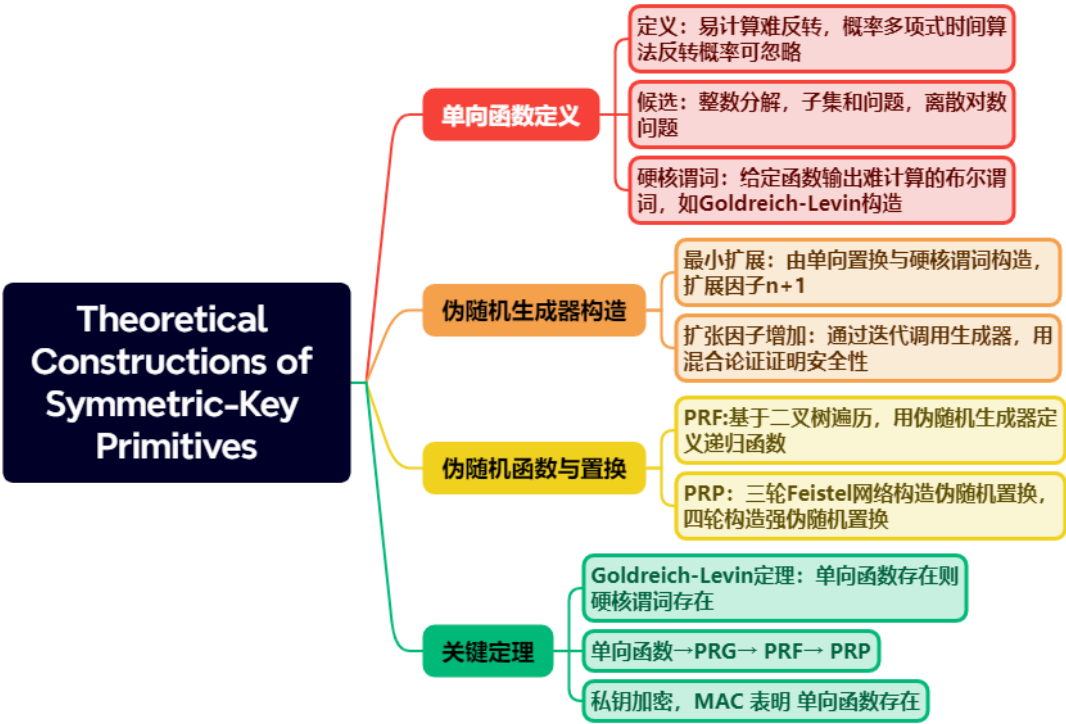 Theoretical
Constructions of
Symmetric-Key
Primitives
单向函数定义
定义：易计算难反转，概率多项式时间算
法反转概率可忽略
候选：整数分解，子集和问题，离散对数
问题
硬核谓词：给定函数输出难计算的布尔谓
词，如Goldreich-Levin构造
伪随机生成器构造
最小扩展：由单向置换与硬核谓词构造，
扩展因子n+1
扩张因子增加：通过迭代调用生成器，用
混合论证证明安全性
伪随机函数与置换
PRF:基于二叉树遍历，用伪随机生成器定
义递归函数
PRP：三轮Feistel网络构造伪随机置换，
四轮构造强伪随机置换
关键定理
Goldreich-Levin定理：单向函数存在则
硬核谓词存在
单向函数→PRG→ PRF→ PRP
私钥加密，MAC 表明 单向函数存在